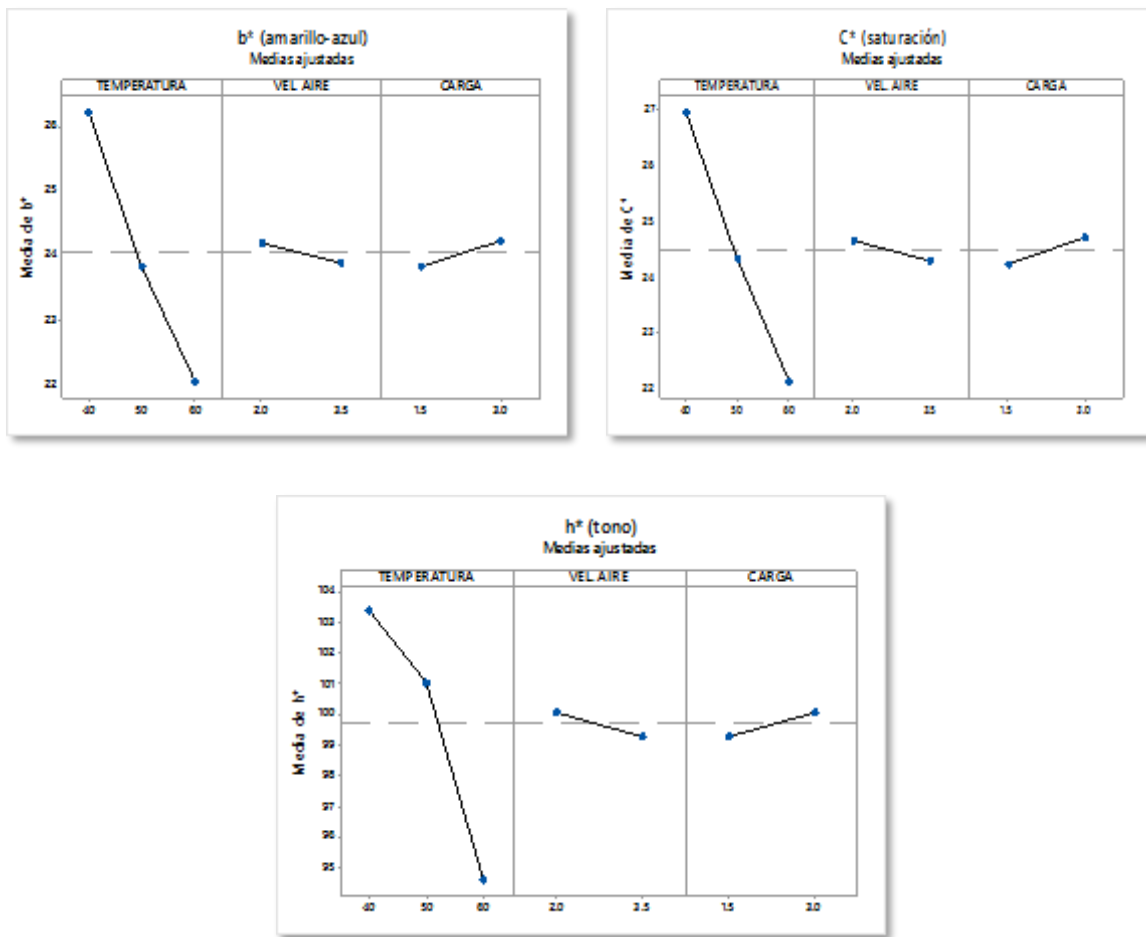 b* (amarillo-azul)
Medias ajustadas
TEMPERATURA VEL AIRE CARGA
Media de b*
26
25
24
23
22
40 50 60 2.0 3.5 1.5 3.0
C* (saturación)
Medias ajustadas
TEMPERATURA VEL AIRE CARGA
Media de C*
27
26
25
24
23
22
40 50 60 2.0 3.5 1.5 3.0
h* (tono)
Medias ajustadas
TEMPERATURA VEL AIRE CARGA
Media de h*
104
103
102
101
100
99
98
97
96
95
40 50 60 2.0 3.5 1.5 3.0